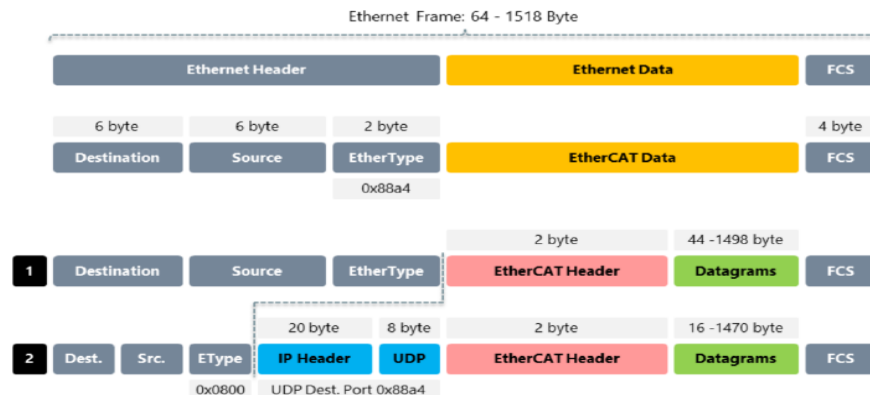 Ethernet Frame: 64 - 1518 Byte
Ethernet Header Ethernet Data FCS
6 byte 6 byte 2 byte 4 byte
Destination Source EtherType EtherCAT Data FCS
0x88a4
2 byte 44 -1498 byte
1 Destination Source EtherType EtherCAT Header Datagrams FCS
20 byte 8 byte 2 byte 16 -1470 byte
2 Dest. Src. EType IP Header UDP EtherCAT Header Datagrams FCS
0x0800 UDP Dest. Port 0x88a4